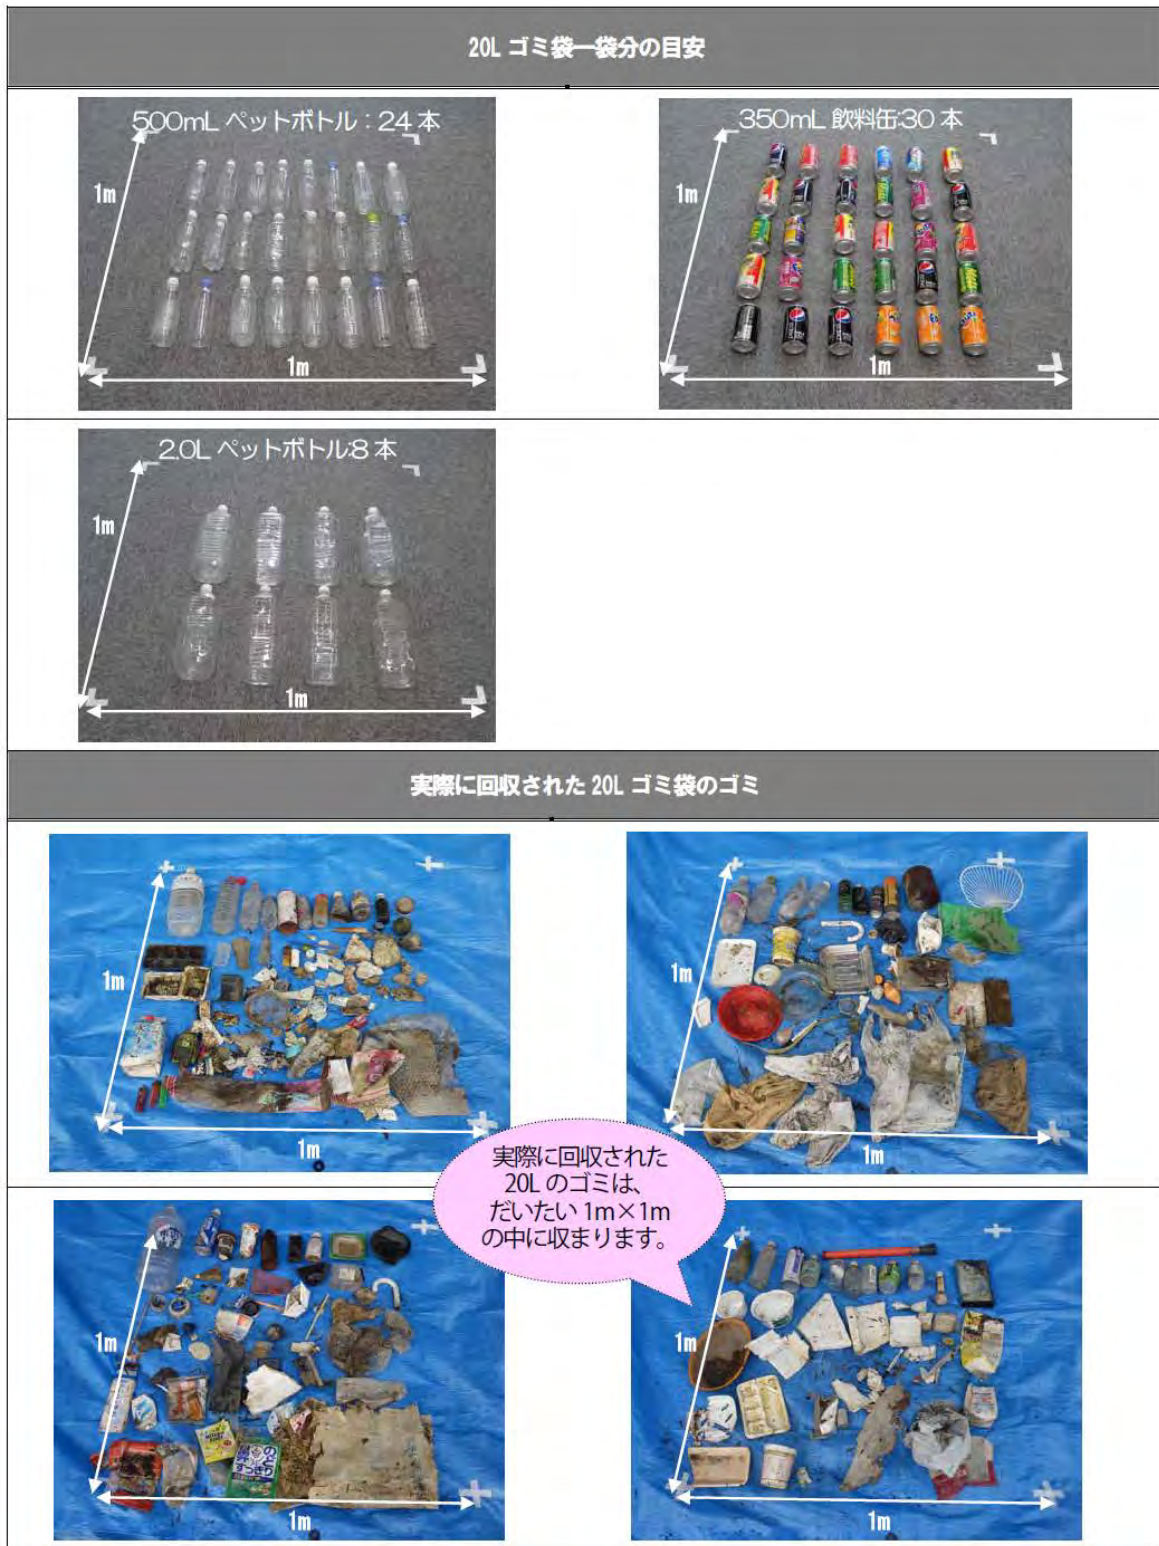 20L ゴミ袋一袋分の目安
500mL ペットボトル：24 本
1m
1m
350mL 飲料缶:30 本
1m
1m
2.0L ペットボトル:8 本
1m
1m
実際に回収された 20L ゴミ袋のゴミ
1m
1m
1m
1m
実際に回収された
20L のゴミは、
だいたい 1m×1m
の中に収まります。
1m
1m
1m
1m